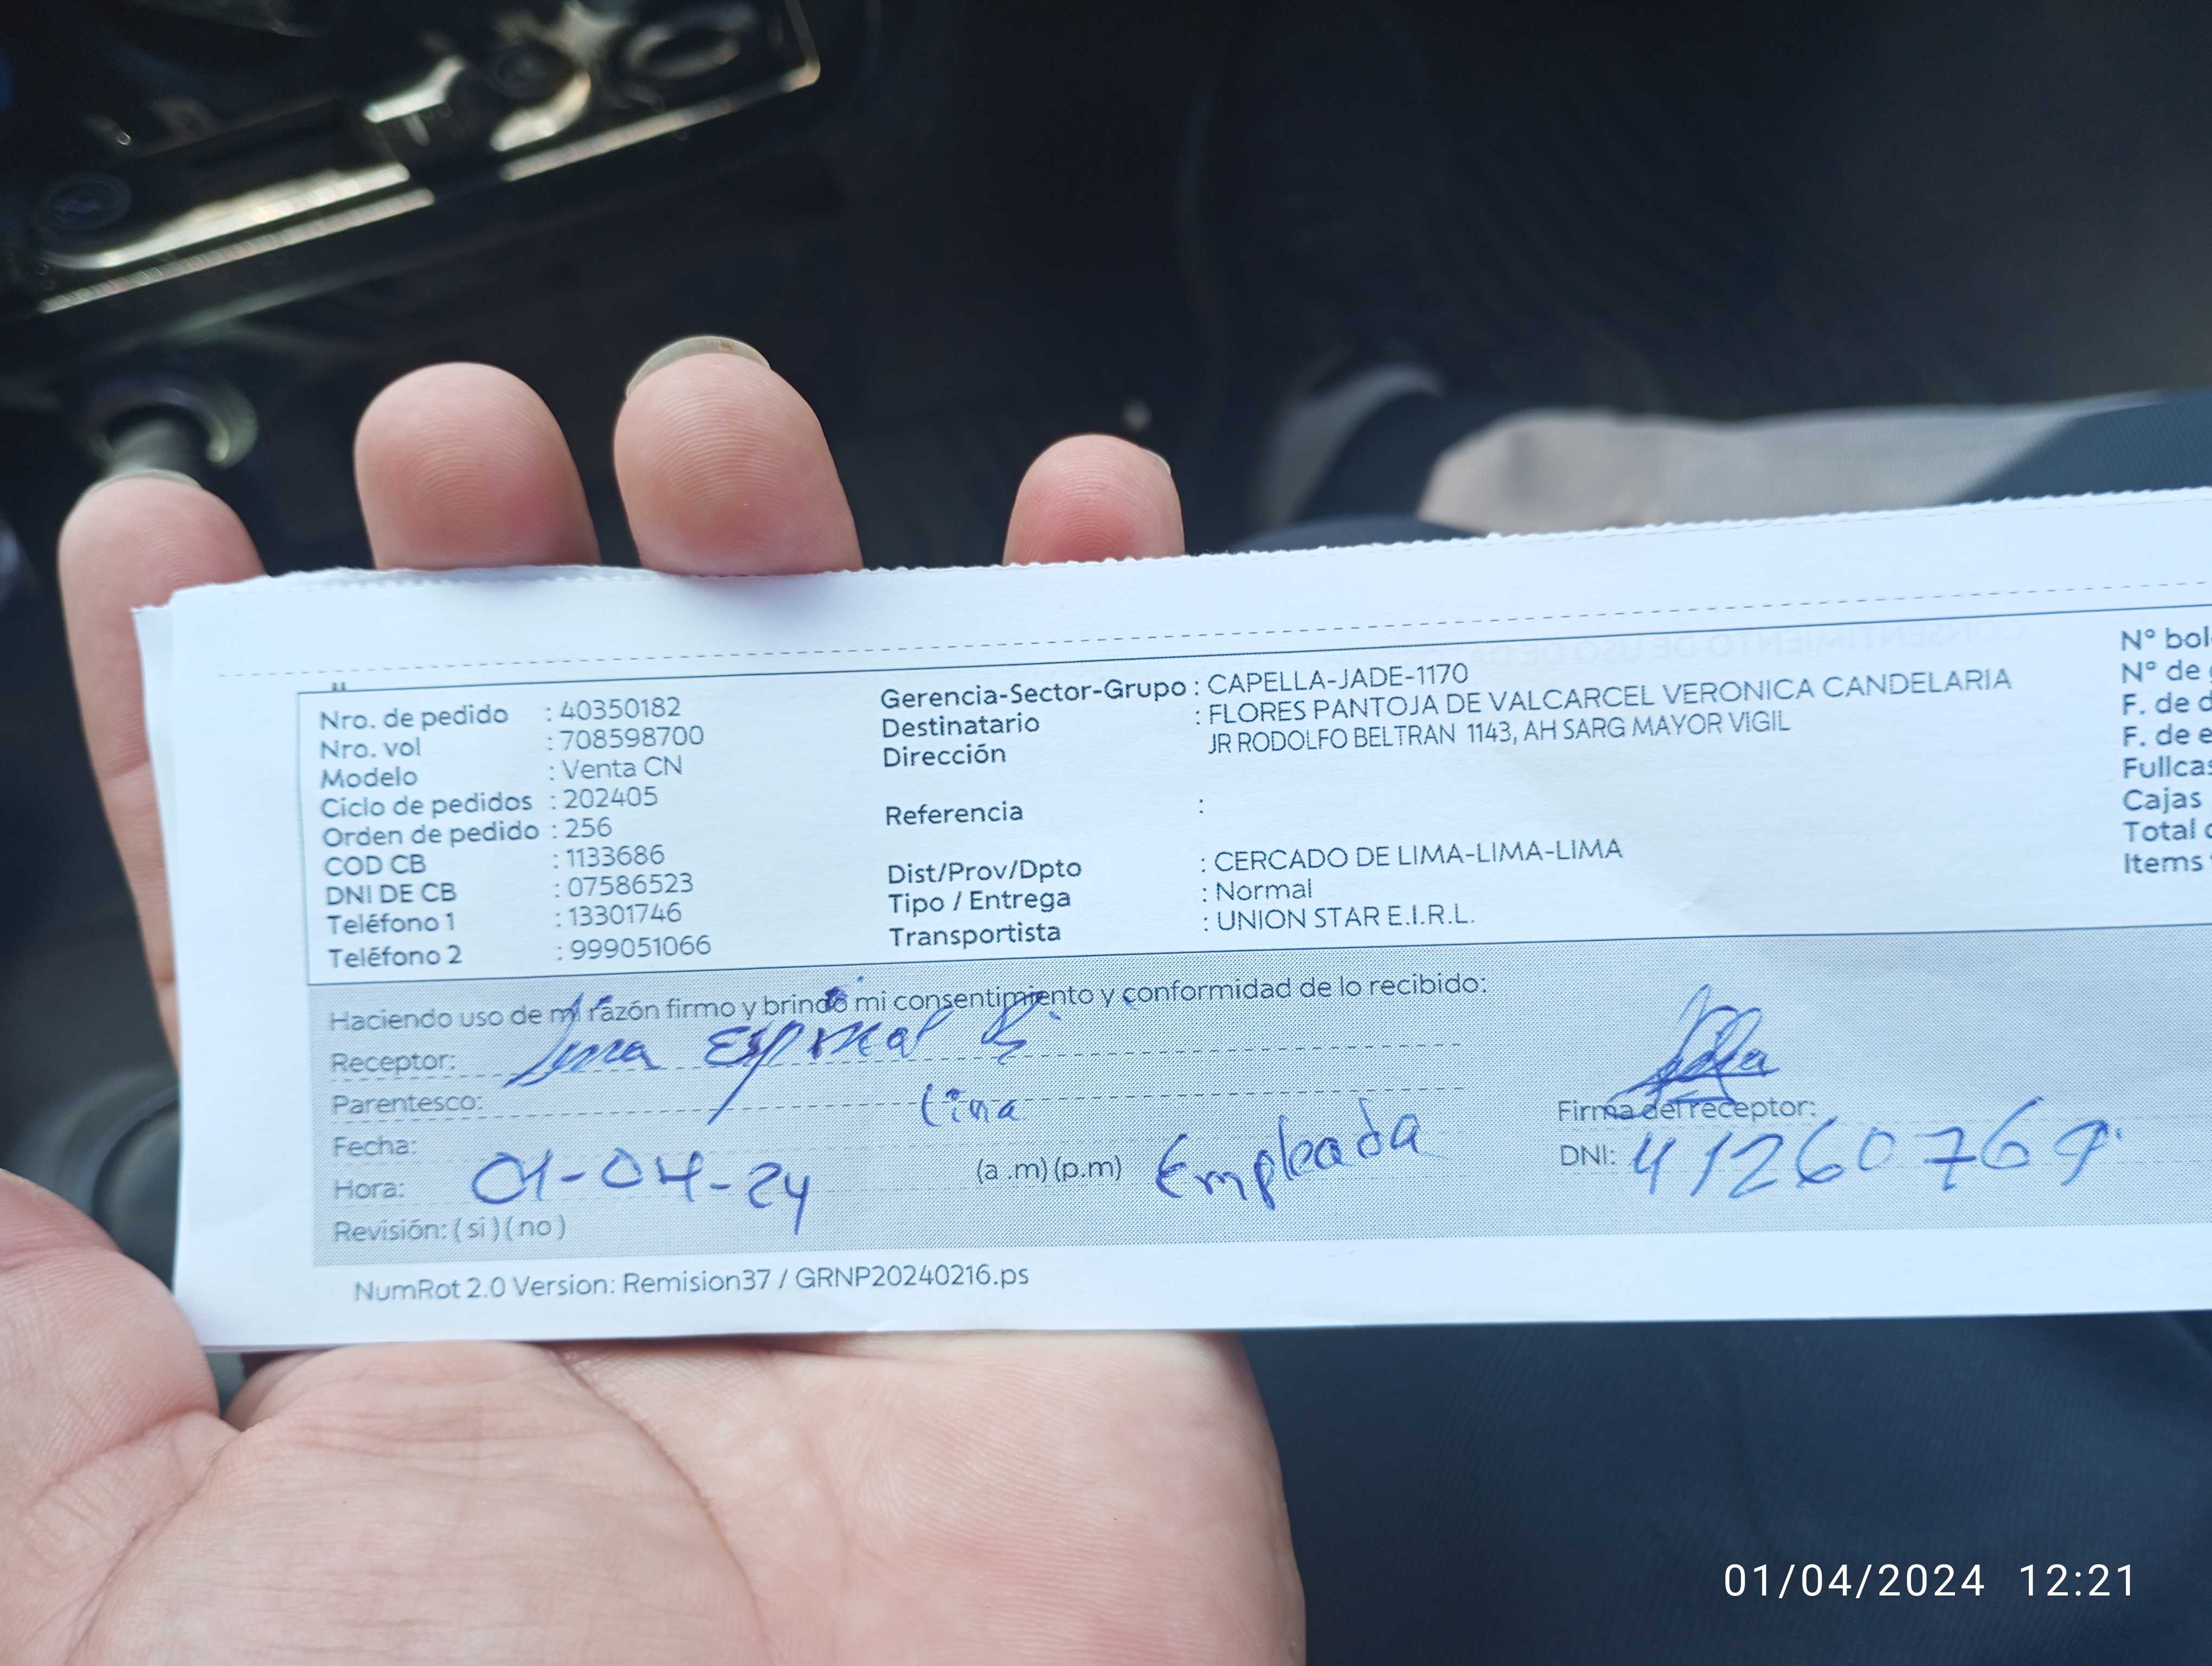 Nro. de pedido : 40350182
Nro. vol : 708598700
Modelo : Venta CN
Ciclo de pedidos : 202405
Orden de pedido : 256
COD CB : 1133686
DNI DE CB : 07586523
Teléfono 1 : 13301746
Teléfono 2 : 999051066
Gerencia-Sector-Grupo : CAPELLA-JADE-1170
Destinatario : FLORES PANTOJA DE VALCARCEL VERONICA CANDELARIA
Dirección JR RODOLFO BELTRAN 1143, AH SARG MAYOR VIGIL
Referencia :
Dist/Prov/Dpto : CERCADO DE LIMA-LIMA-LIMA
Tipo / Entrega : Normal
Transportista : UNION STAR E.I.R.L.
Nº bol
Nº de
F. de d
F. de e
Fullcas
Cajas
Total
Items
Haciendo uso de mi razón firmo y brindo mi consentimiento y conformidad de lo recibido:
Receptor:
Parentesco: tina
Fecha:
Hora: 01-04-24 (a .m) (p.m) Empleada
Revisión: ( si ) ( no )
Firma del receptor:
DNI: 41260769
NumRot 2.0 Version: Remision37 / GRNP20240216.ps
01/04/2024 12:21